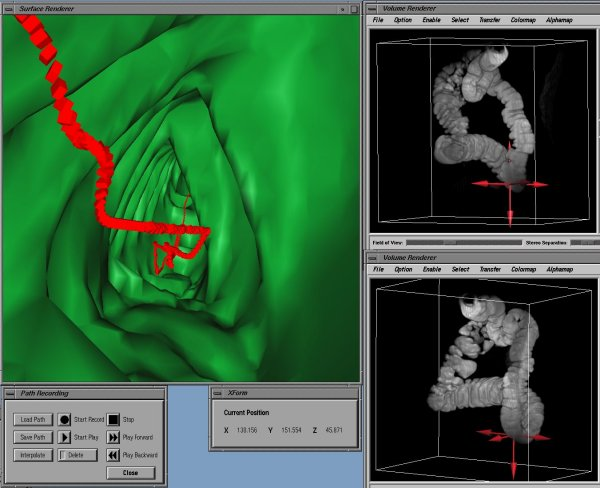 Surface Renderer
Volume Renderer
File Option Enable Select Transfer Colormap Alphamap
Field of View: Stereo Separation:
Volume Renderer
File Option Enable Select Transfer Colormap Alphamap
Path Recording
Load Path Start Record Stop
Save Path Start Play Play Forward
Interpolate Delete Play Backward
Close
XForm
Current Position
X 138.156 Y 151.554 Z 45.871